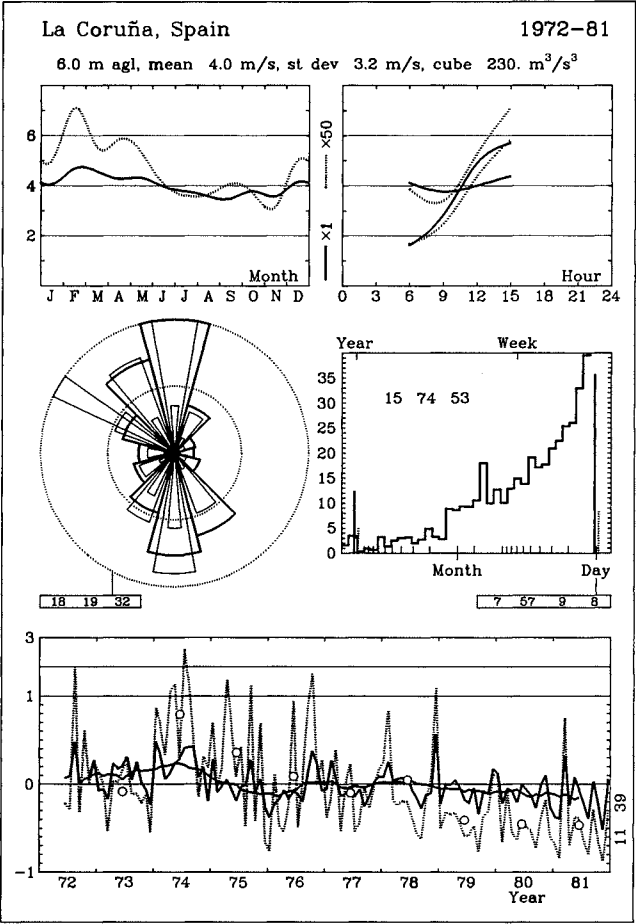 La Coruña, Spain 1972–81
6.0 m agl, mean 4.0 m/s, st dev 3.2 m/s, cube 230. m³/s³
6
4
2
×1 ×50
J F M A M J J A S O N D
Month
0 3 6 9 12 15 18 21 24
Hour
Year Week
35
30
25
20
15
10
5
0
15 74 53
Month Day
18 19 32
7 57 9 8
3
1
0
-1
72 73 74 75 76 77 78 79 80 81
Year
11 39